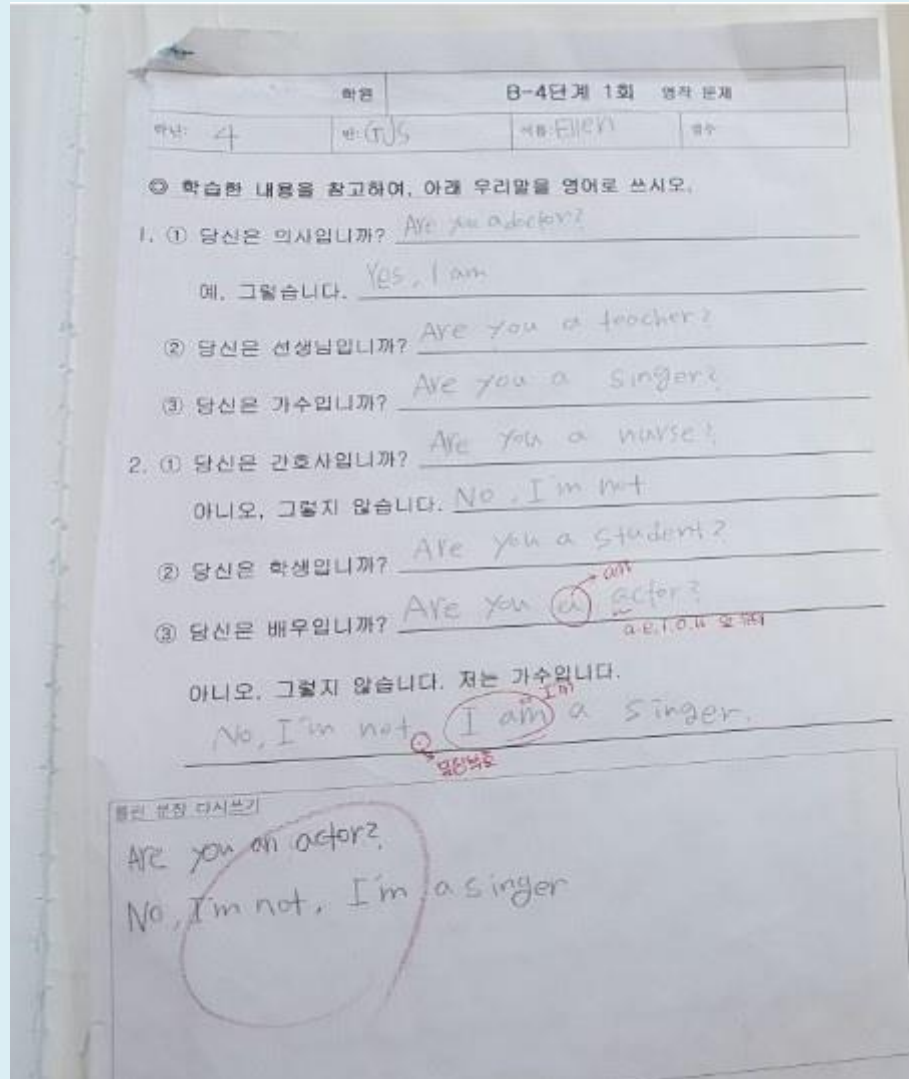 학원 B-4단계 1회 영작 문제
학년: 4 반: GJS 이름: Ellen 점수
◎ 학습한 내용을 참고하여, 아래 우리말을 영어로 쓰시오.
1. ① 당신은 의사입니까? Are you a doctor?
예, 그렇습니다. Yes, I am
② 당신은 선생님입니까? Are you a teacher?
③ 당신은 가수입니까? Are you a singer?
2. ① 당신은 간호사입니까? Are you a nurse?
아니오, 그렇지 않습니다. No, I'm not
② 당신은 학생입니까? Are you a student?
an
③ 당신은 배우입니까? Are you a actor?
a.e.i.o.u
아니오, 그렇지 않습니다. 저는 가수입니다.
I'm
No, I'm not. I am a singer.
틀린 문장 다시쓰기
Are you an actor?
No, I'm not, I'm a singer